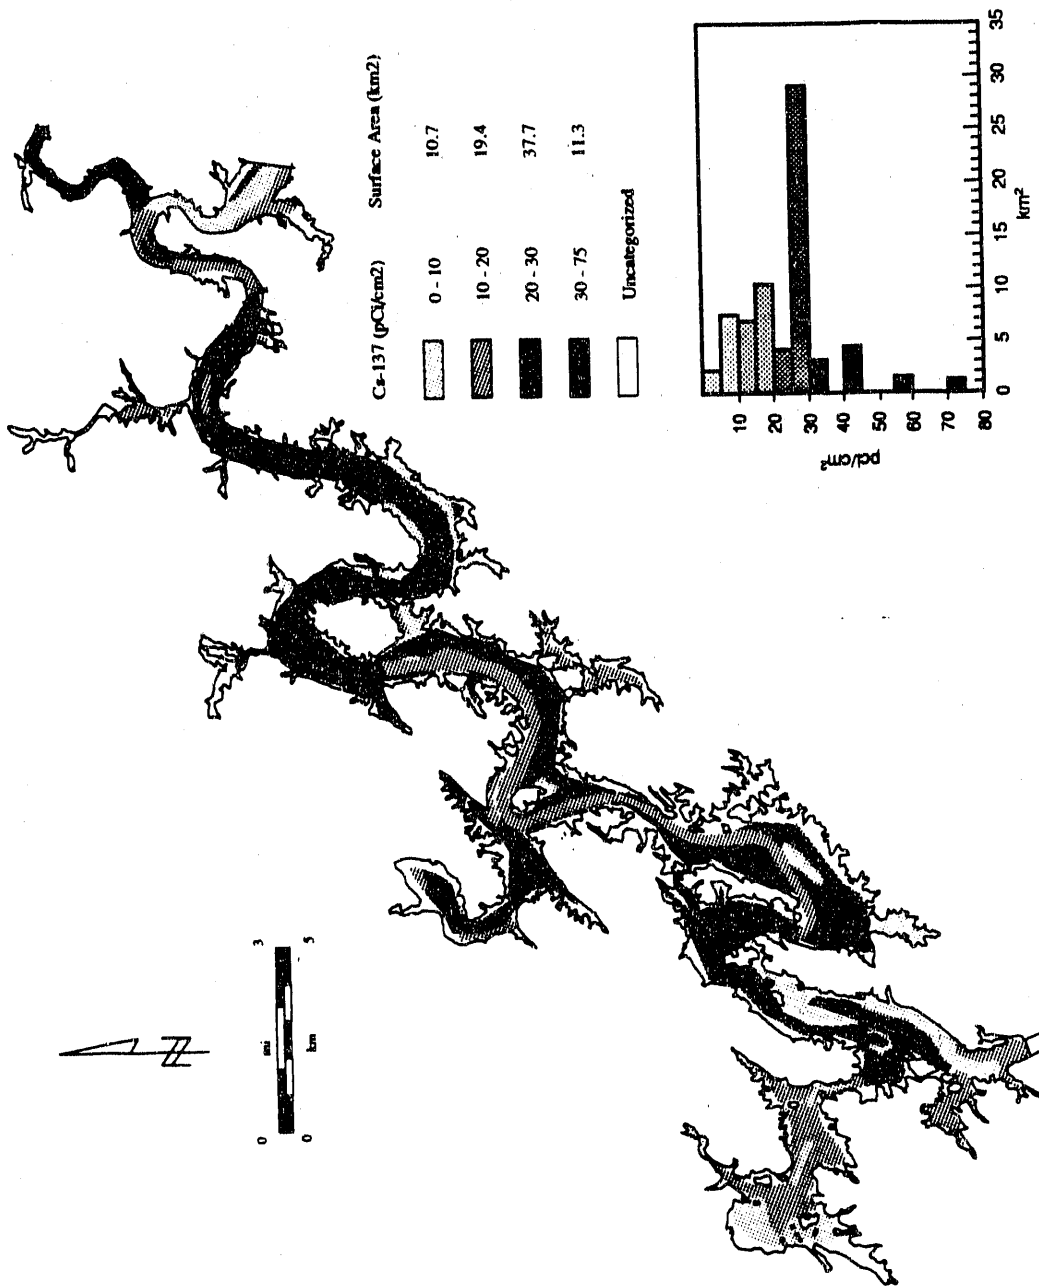 N
0 mi 3
0 km 5
Cs-137 (pCi/cm2) Surface Area (km2)
0 - 10 10.7
10 - 20 19.4
20 - 30 37.7
30 - 75 11.3
Uncategorized
pci/cm³
10
20
30
40
50
60
70
80
0 5 10 15 20 25 30 35
km²